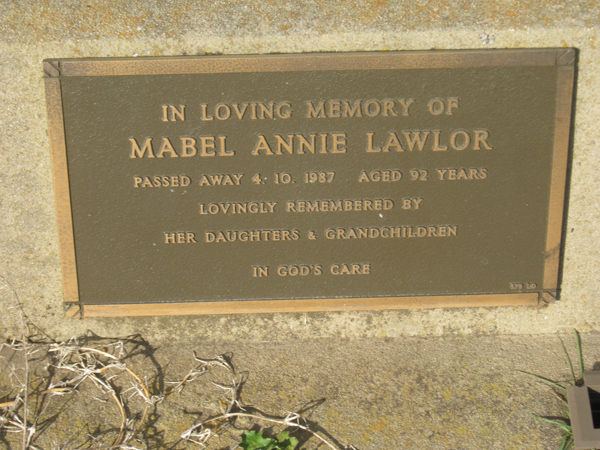 IN LOVING MEMORY OF
MABEL ANNIE LAWLOR
PASSED AWAY 4·10.1987 AGED 92 YEARS
LOVINGLY REMEMBERED BY
HER DAUGHTERS & GRANDCHILDREN
IN GOD'S CARE